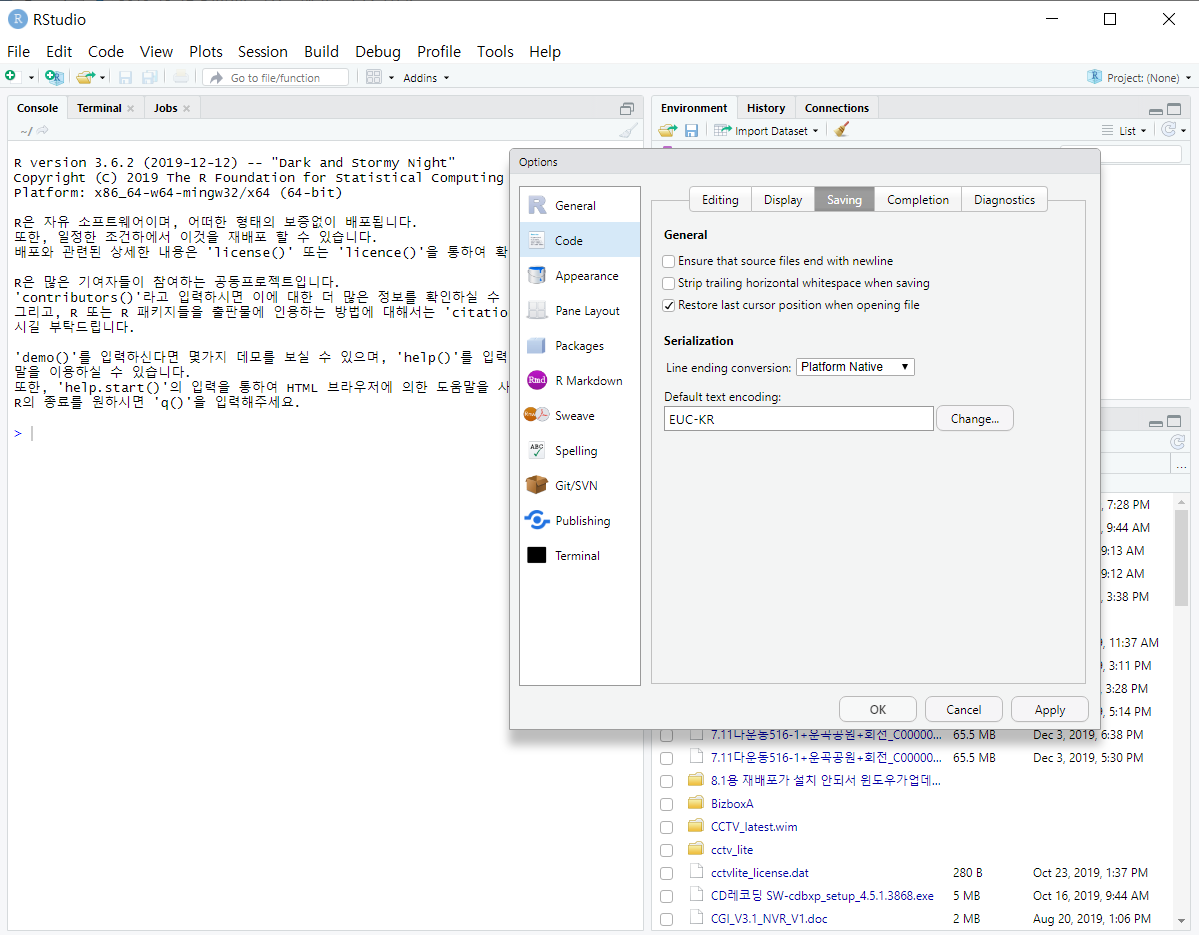 RStudio
File Edit Code View Plots Session Build Debug Profile Tools Help
Go to file/function Addins Project: (None)
Console Terminal Jobs
~/
R version 3.6.2 (2019-12-12) -- "Dark and Stormy Night"
Copyright (C) 2019 The R Foundation for Statistical Computing
Platform: x86_64-w64-mingw32/x64 (64-bit)
R은 자유 소프트웨어이며, 어떠한 형태의 보증없이 배포됩니다.
또한, 일정한 조건하에서 이것을 재배포 할 수 있습니다.
배포와 관련된 상세한 내용은 'license()' 또는 'licence()'을 통하여 확
R은 많은 기여자들이 참여하는 공동프로젝트입니다.
'contributors()'라고 입력하시면 이에 대한 더 많은 정보를 확인하실 수
그리고, R 또는 R 패키지들을 출판물에 인용하는 방법에 대해서는 'citatio
시길 부탁드립니다.
'demo()'를 입력하신다면 몇가지 데모를 보실 수 있으며, 'help()'를 입력
말을 이용하실 수 있습니다.
또한, 'help.start()'의 입력을 통하여 HTML 브라우저에 의한 도움말을 사
R의 종료를 원하시면 'q()'을 입력해주세요.
>
Environment History Connections
Import Dataset List
Options
General
Code
Appearance
Pane Layout
Packages
R Markdown
Sweave
Spelling
Git/SVN
Publishing
Terminal
Editing Display Saving Completion Diagnostics
General
Ensure that source files end with newline
Strip trailing horizontal whitespace when saving
Restore last cursor position when opening file
Serialization
Line ending conversion: Platform Native
Default text encoding:
EUC-KR Change...
OK Cancel Apply
...
, 7:28 PM
, 9:44 AM
9:13 AM
9:12 AM
, 3:38 PM
, 11:37 AM
, 3:11 PM
, 3:28 PM
, 5:14 PM
7.11다운동516-1+운곡공원+회전_C00000... 65.5 MB Dec 3, 2019, 6:38 PM
7.11다운동516-1+운곡공원+회전_C00000... 65.5 MB Dec 3, 2019, 5:30 PM
8.1용 재배포가 설치 안되서 윈도우가업데...
BizboxA
CCTV_latest.wim
cctv_lite
cctvlite_license.dat 280 B Oct 23, 2019, 1:37 PM
CD레코딩 SW-cdbxp_setup_4.5.1.3868.exe 5 MB Oct 16, 2019, 9:44 AM
CGI_V3.1_NVR_V1.doc 2 MB Aug 20, 2019, 1:06 PM